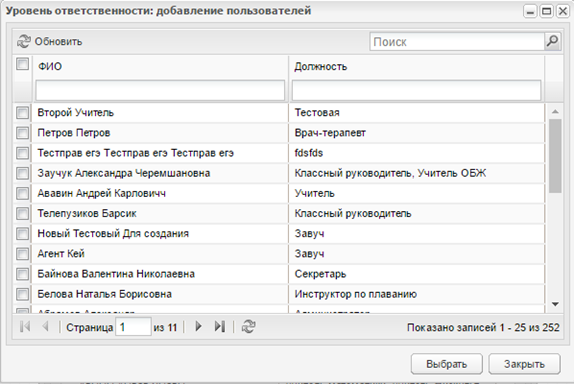 Уровень ответственности: добавление пользователей
Обновить Поиск
ФИО Должность
Второй Учитель Тестовая
Петров Петров Врач-терапевт
Тестправ егэ Тестправ егэ Тестправ егэ fdsfds
Заучук Александра Черемшановна Классный руководитель, Учитель ОБЖ
Ававин Андрей Карлович Учитель
Телепузиков Барсик Классный руководитель
Новый Тестовый Для создания Завуч
Агент Кей Завуч
Байнова Валентина Николаевна Секретарь
Белова Наталья Борисовна Инструктор по плаванию
Страница 1 из 11 Показано записей 1 - 25 из 252
Выбрать Закрыть